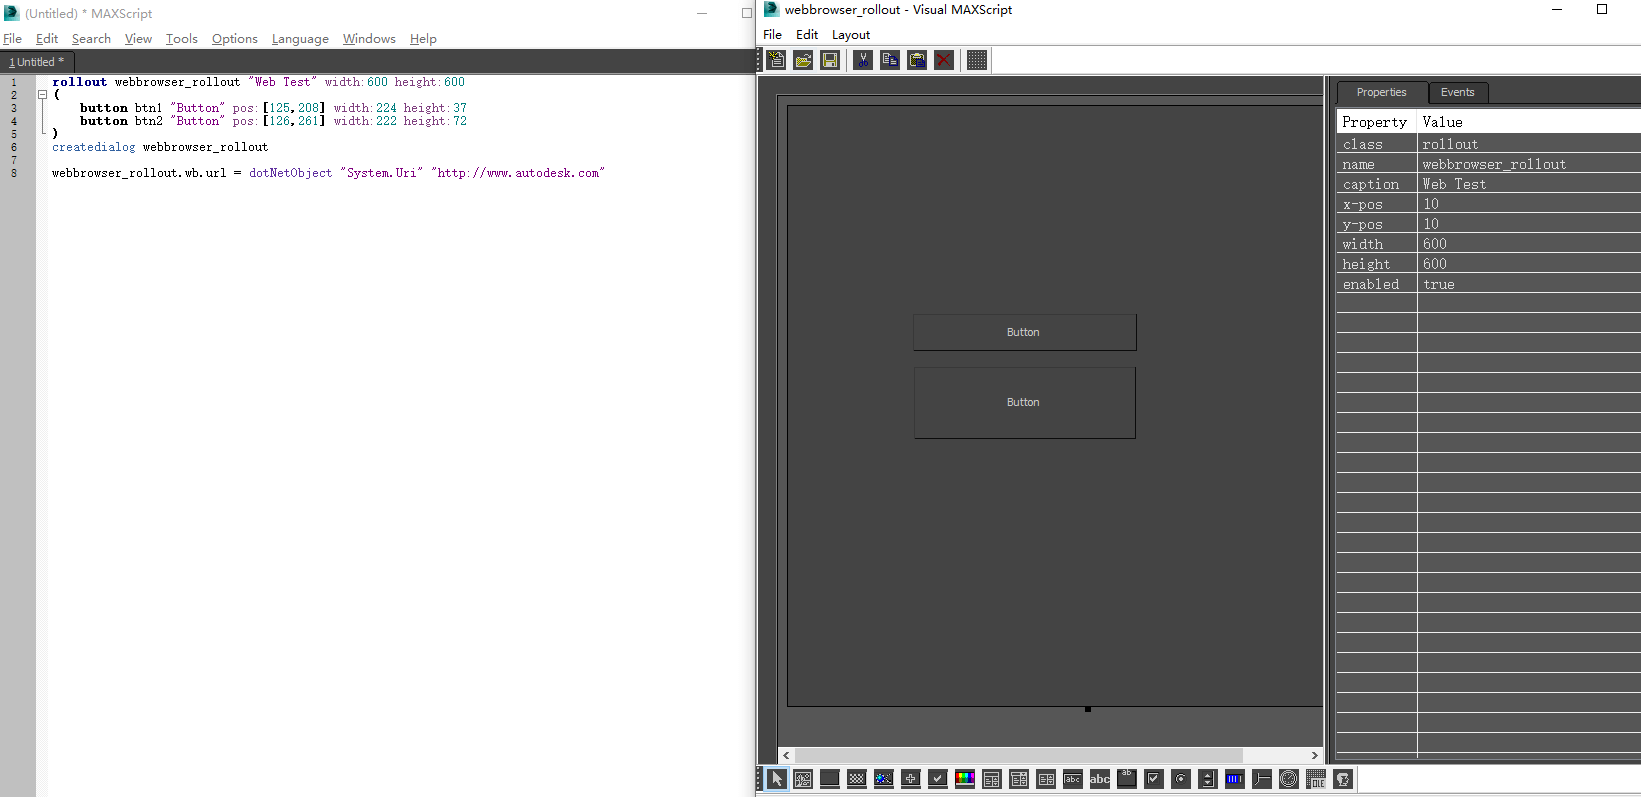 (Untitled) * MAXScript
File Edit Search View Tools Options Language Windows Help
1 Untitled *
1 rollout webbrowser_rollout "Web Test" width:600 height:600
2 (
3 button btn1 "Button" pos:[125,208] width:224 height:37
4 button btn2 "Button" pos:[126,261] width:222 height:72
5 )
6 createdialog webbrowser_rollout
7
8 webbrowser_rollout.wb.url = dotNetObject "System.Uri" "http://www.autodesk.com"
webbrowser_rollout - Visual MAXScript
File Edit Layout
Button
Button
Properties Events
Property Value
class rollout
name webbrowser_rollout
caption Web Test
x-pos 10
y-pos 10
width 600
height 600
enabled true
abc abc ab OLE